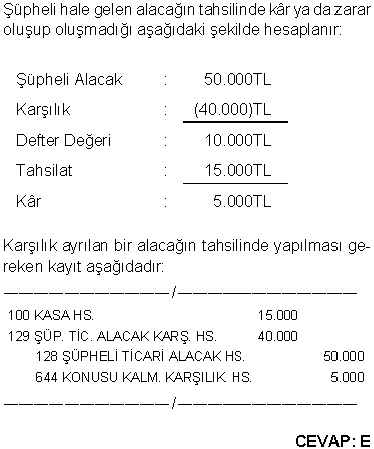 Şüpheli hale gelen alacağın tahsilinde kâr ya da zarar
oluşup oluşmadığı aşağıdaki şekilde hesaplanır:
Şüpheli Alacak : 50.000TL
Karşılık : (40.000)TL
Defter Değeri : 10.000TL
Tahsilat : 15.000TL
Kâr : 5.000TL
Karşılık ayrılan bir alacağın tahsilinde yapılması ge-
reken kayıt aşağıdadır:
/
100 KASA HS. 15.000
129 ŞÜP. TİC. ALACAK KARŞ. HS. 40.000
128 ŞÜPHELİ TİCARİ ALACAK HS. 50.000
644 KONUSU KALM. KARŞILIK. HS. 5.000
/
CEVAP: E